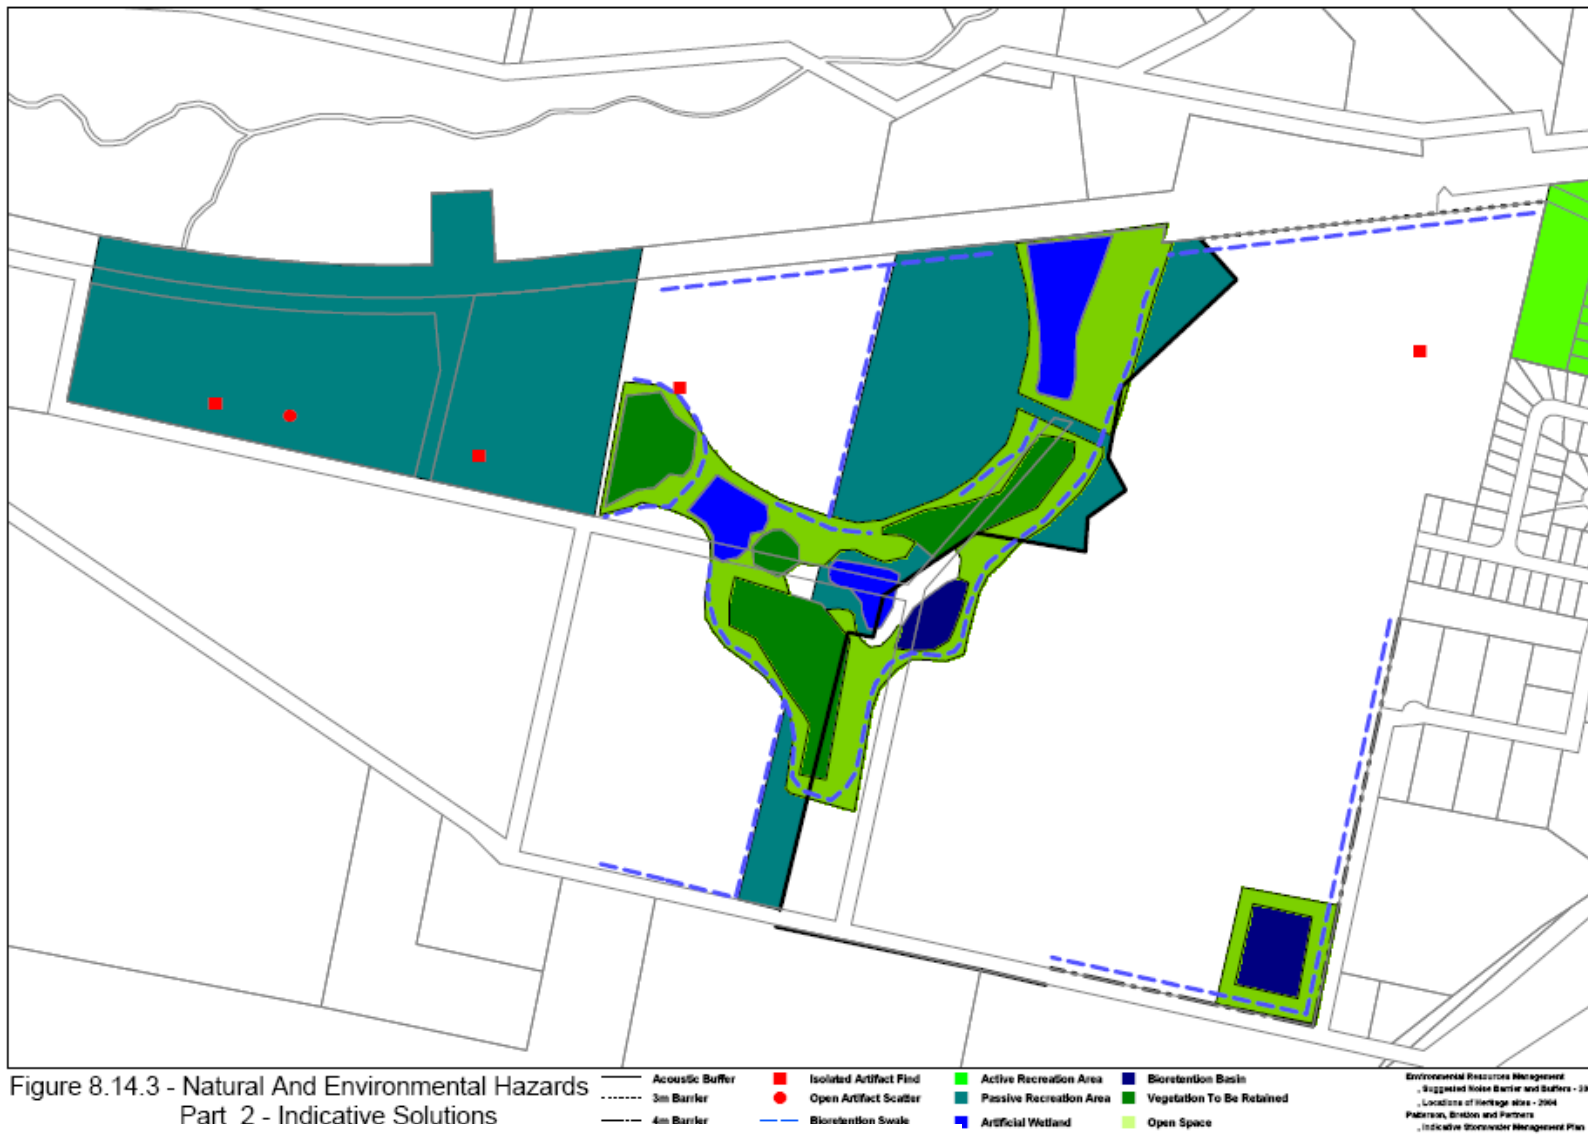 Figure 8.14.3 - Natural And Environmental Hazards
Part 2 - Indicative Solutions
Acoustic Buffer
3m Barrier
4m Barrier
Isolated Artifact Find
Open Artifact Scatter
Bioretention Swale
Active Recreation Area
Passive Recreation Area
Artificial Wetland
Bioretention Basin
Vegetation To Be Retained
Open Space
Environmental Resources Management
, Suggested Noise Barrier and Buffers - 20
, Locations of Heritage sites - 2004
Paterson, Britton and Partners
, Indicative Stormwater Management Plan